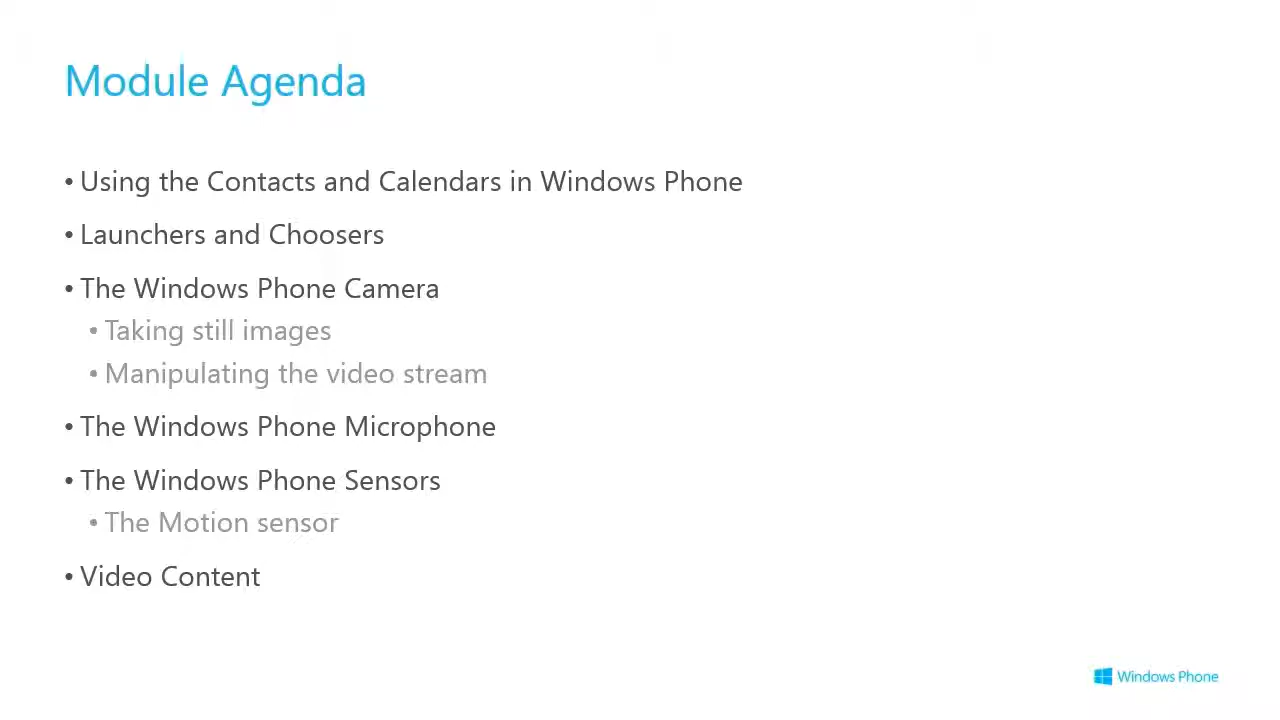 Module Agenda
• Using the Contacts and Calendars in Windows Phone
• Launchers and Choosers
• The Windows Phone Camera
• Taking still images
• Manipulating the video stream
• The Windows Phone Microphone
• The Windows Phone Sensors
• The Motion sensor
• Video Content
Windows Phone